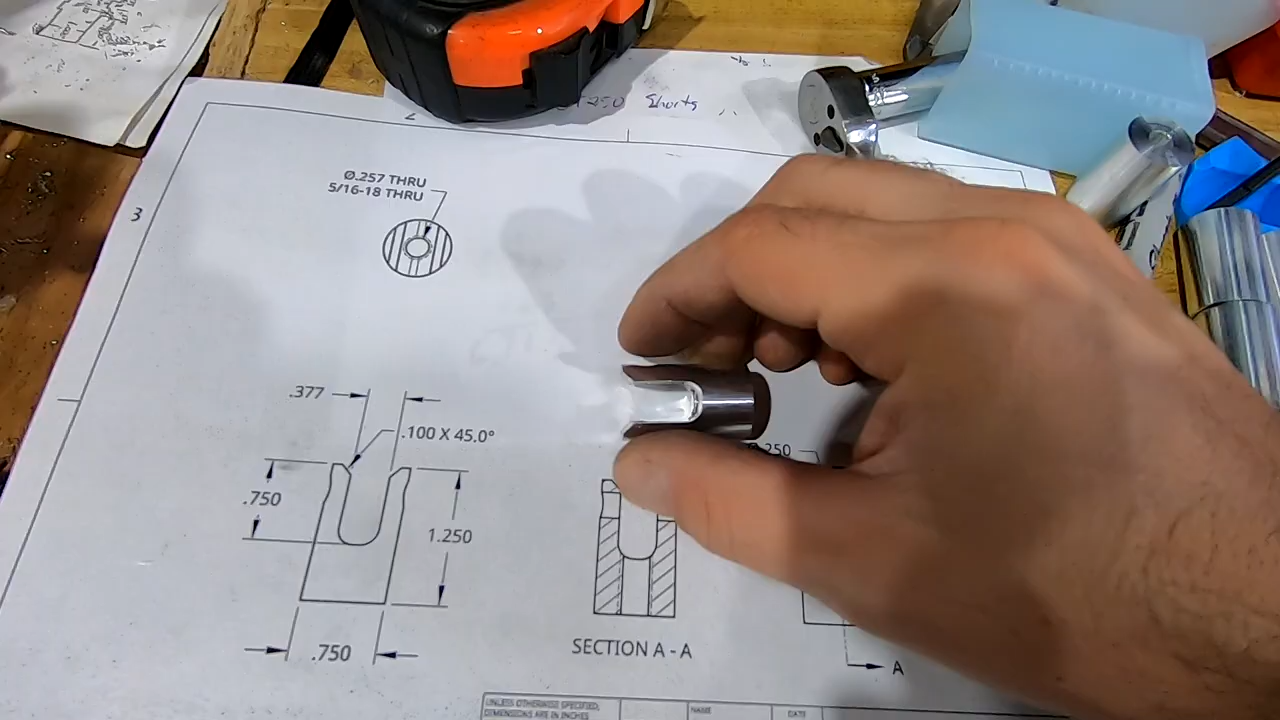 Shorts
2
Ø.257 THRU
5/16-18 THRU
3
.377
.100 X 45.0°
.250
.750
1.250
.750
SECTION A - A
A
UNLESS OTHERWISE SPECIFIED,
DIMENSIONS ARE IN INCHES
NAME
DATE